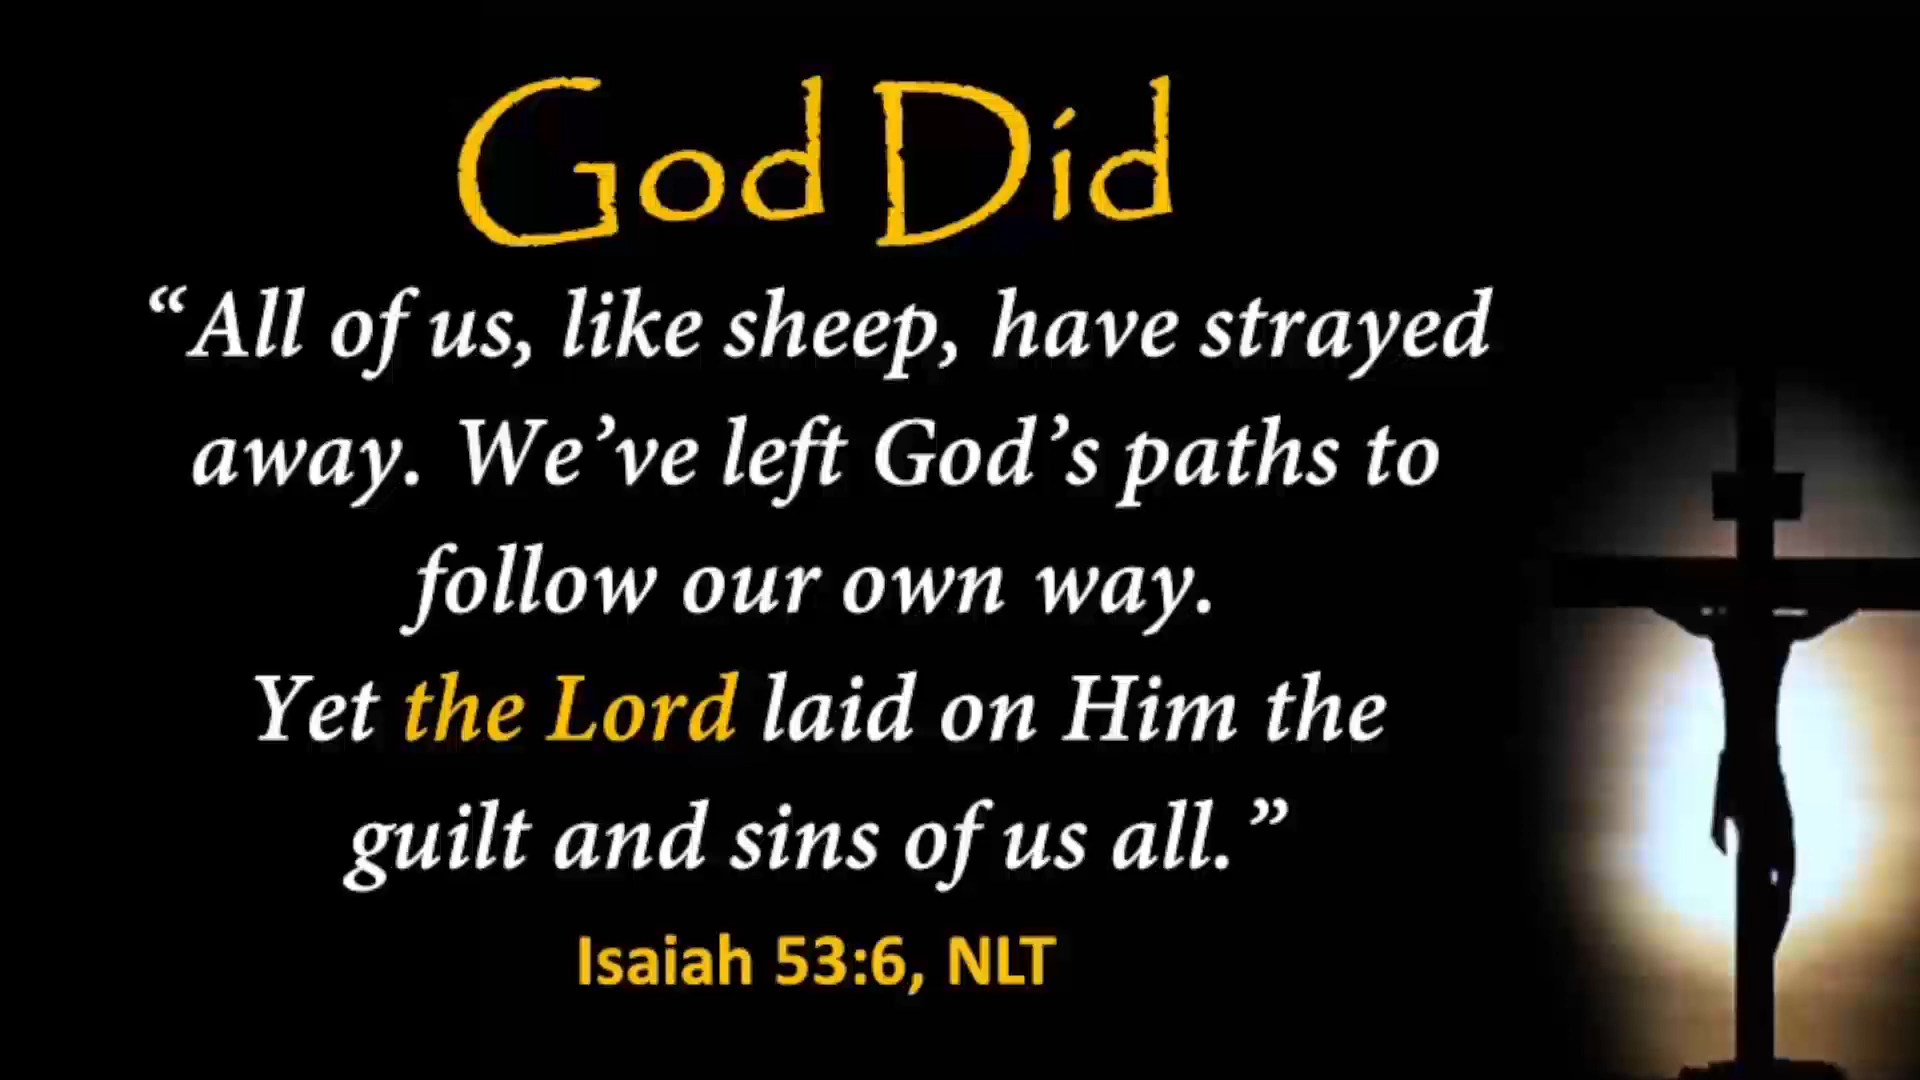 God Did
“All of us, like sheep, have strayed
away. We’ve left God’s paths to
follow our own way.
Yet the Lord laid on Him the
guilt and sins of us all.”
Isaiah 53:6, NLT